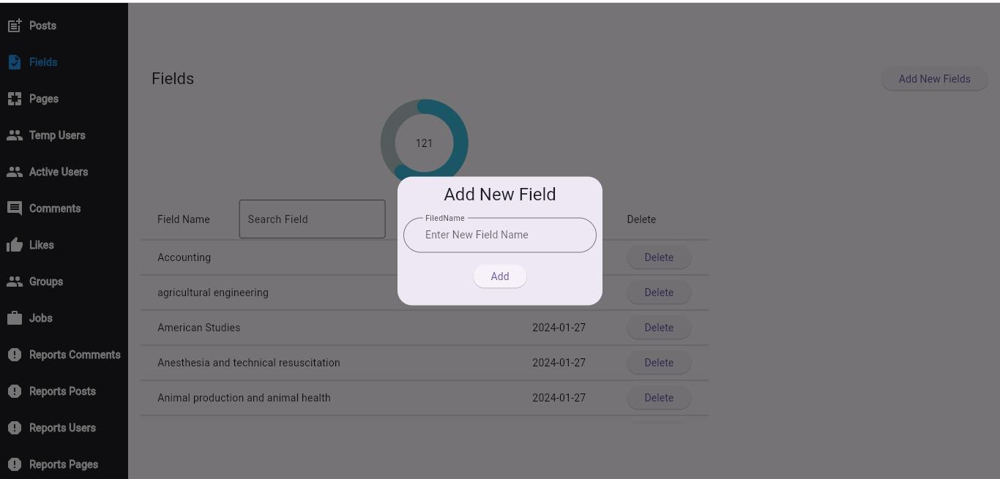 Posts
Fields
Pages
Temp Users
Active Users
Comments
Likes
Groups
Jobs
Reports Comments
Reports Posts
Reports Users
Reports Pages
Fields
Add New Fields
121
Field Name
Search Field
Delete
Accounting
Delete
agricultural engineering
Delete
American Studies
2024-01-27
Delete
Anesthesia and technical resuscitation
2024-01-27
Delete
Animal production and animal health
2024-01-27
Delete
Add New Field
FiledName
Enter New Field Name
Add